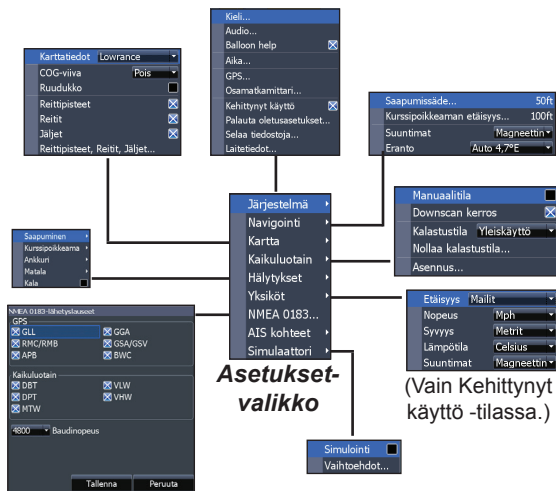 Kieli...
Audio...
Balloon help
Aika...
GPS...
Osamatkamittari...
Kehittynyt käyttö
Palauta oletusasetukset...
Selaa tiedostoja...
Laitetiedot...
Karttatiedot Lowrance
COG-viiva Pois
Ruudukko
Reittipisteet
Reitit
Jäljet
Reittipisteet, Reitit, Jäljet...
Saapumissäde... 50ft
Kurssipoikkeaman etäisyys... 100ft
Suuntimat Magneettin
Eranto Auto 4,7°E
Järjestelmä
Navigointi
Kartta
Kaikuluotain
Hälytykset
Yksiköt
NMEA 0183...
AIS kohteet
Simulaattori
Asetukset-
valikko
Manuaalitila
Downscan kerros
Kalastustila Yleiskäyttö
Nollaa kalastustila...
Asennus...
Saapuminen
Kurssipoikkeama
Ankkuri
Matala
Kala
Etäisyys Mailit
Nopeus Mph
Syvyys Metrit
Lämpötila Celsius
Suuntimat Magneettin
(Vain Kehittynyt
käyttö -tilassa.)
NMEA 0183-lähetyslauseet
GPS
GLL GGA
RMC/RMB GSA/GSV
APB BWC
Kaikuluotain
DBT VLW
DPT VHW
MTW
4800 Baudinopeus
Tallenna Peruuta
Simulointi
Vaihtoehdot...